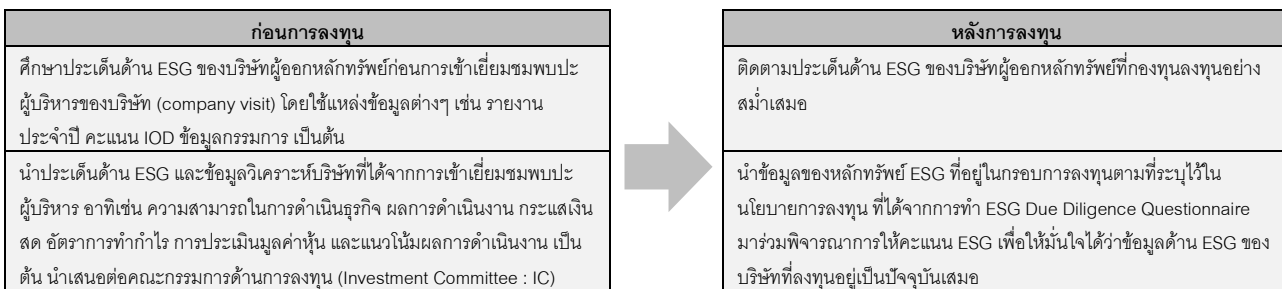 ก่อนการลงทุน
ศึกษาประเด็นด้าน ESG ของบริษัทผู้ออกหลักทรัพย์ก่อนการเข้าเยี่ยมชมพบปะ
ผู้บริหารของบริษัท (company visit) โดยใช้แหล่งข้อมูลต่างๆ เช่น รายงาน
ประจำปี คะแนน IOD ข้อมูลกรรมการ เป็นต้น
นำประเด็นด้าน ESG และข้อมูลวิเคราะห์บริษัทที่ได้จากการเข้าเยี่ยมชมพบปะ
ผู้บริหาร อาทิเช่น ความสามารถในการดำเนินธุรกิจ ผลการดำเนินงาน กระแสเงิน
สด อัตราการทำกำไร การประเมินมูลค่าหุ้น และแนวโน้มผลการดำเนินงาน เป็น
ต้น นำเสนอต่อคณะกรรมการด้านการลงทุน (Investment Committee : IC)
หลังการลงทุน
ติดตามประเด็นด้าน ESG ของบริษัทผู้ออกหลักทรัพย์ที่กองทุนลงทุนอย่าง
สม่ำเสมอ
นำข้อมูลของหลักทรัพย์ ESG ที่อยู่ในกรอบการลงทุนตามที่ระบุไว้ใน
นโยบายการลงทุน ที่ได้จากการทำ ESG Due Diligence Questionnaire
มาร่วมพิจารณาการให้คะแนน ESG เพื่อให้มั่นใจได้ว่าข้อมูลด้าน ESG ของ
บริษัทที่ลงทุนอยู่เป็นปัจจุบันเสมอ